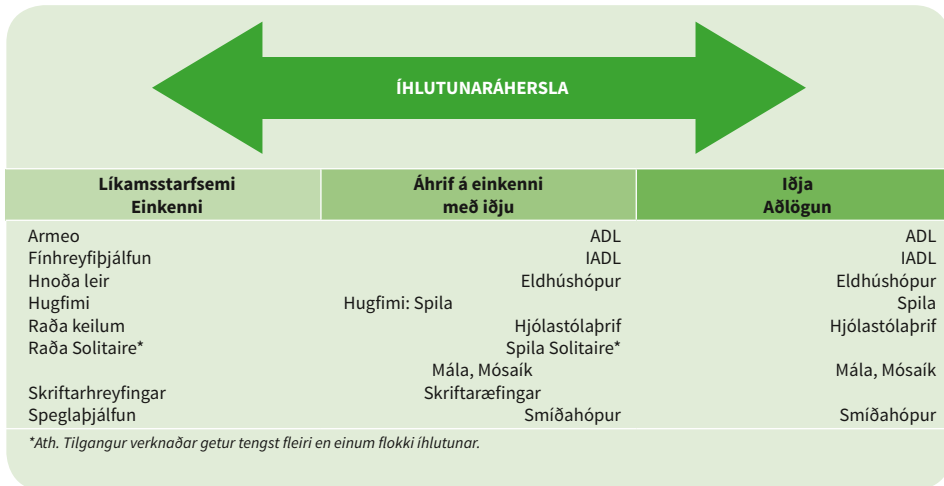 ÍHLUTUNARÁHERSLA
Líkamsstarfsemi Áhrif á einkenni Iðja
Einkenni með iðju Aðlögun
Armeo ADL ADL
Fínhreyfiþjálfun IADL IADL
Hnoða leir Eldhúshópur Eldhúshópur
Hugfimi Hugfimi: Spila Spila
Raða keilum Hjólastólaþrif Hjólastólaþrif
Raða Solitaire* Spila Solitaire*
Mála, Mósaík Mála, Mósaík
Skriftarhreyfingar Skriftaræfingar
Speglaþjálfun Smíðahópur Smíðahópur
*Ath. Tilgangur verknaðar getur tengst fleiri en einum flokki íhlutunar.